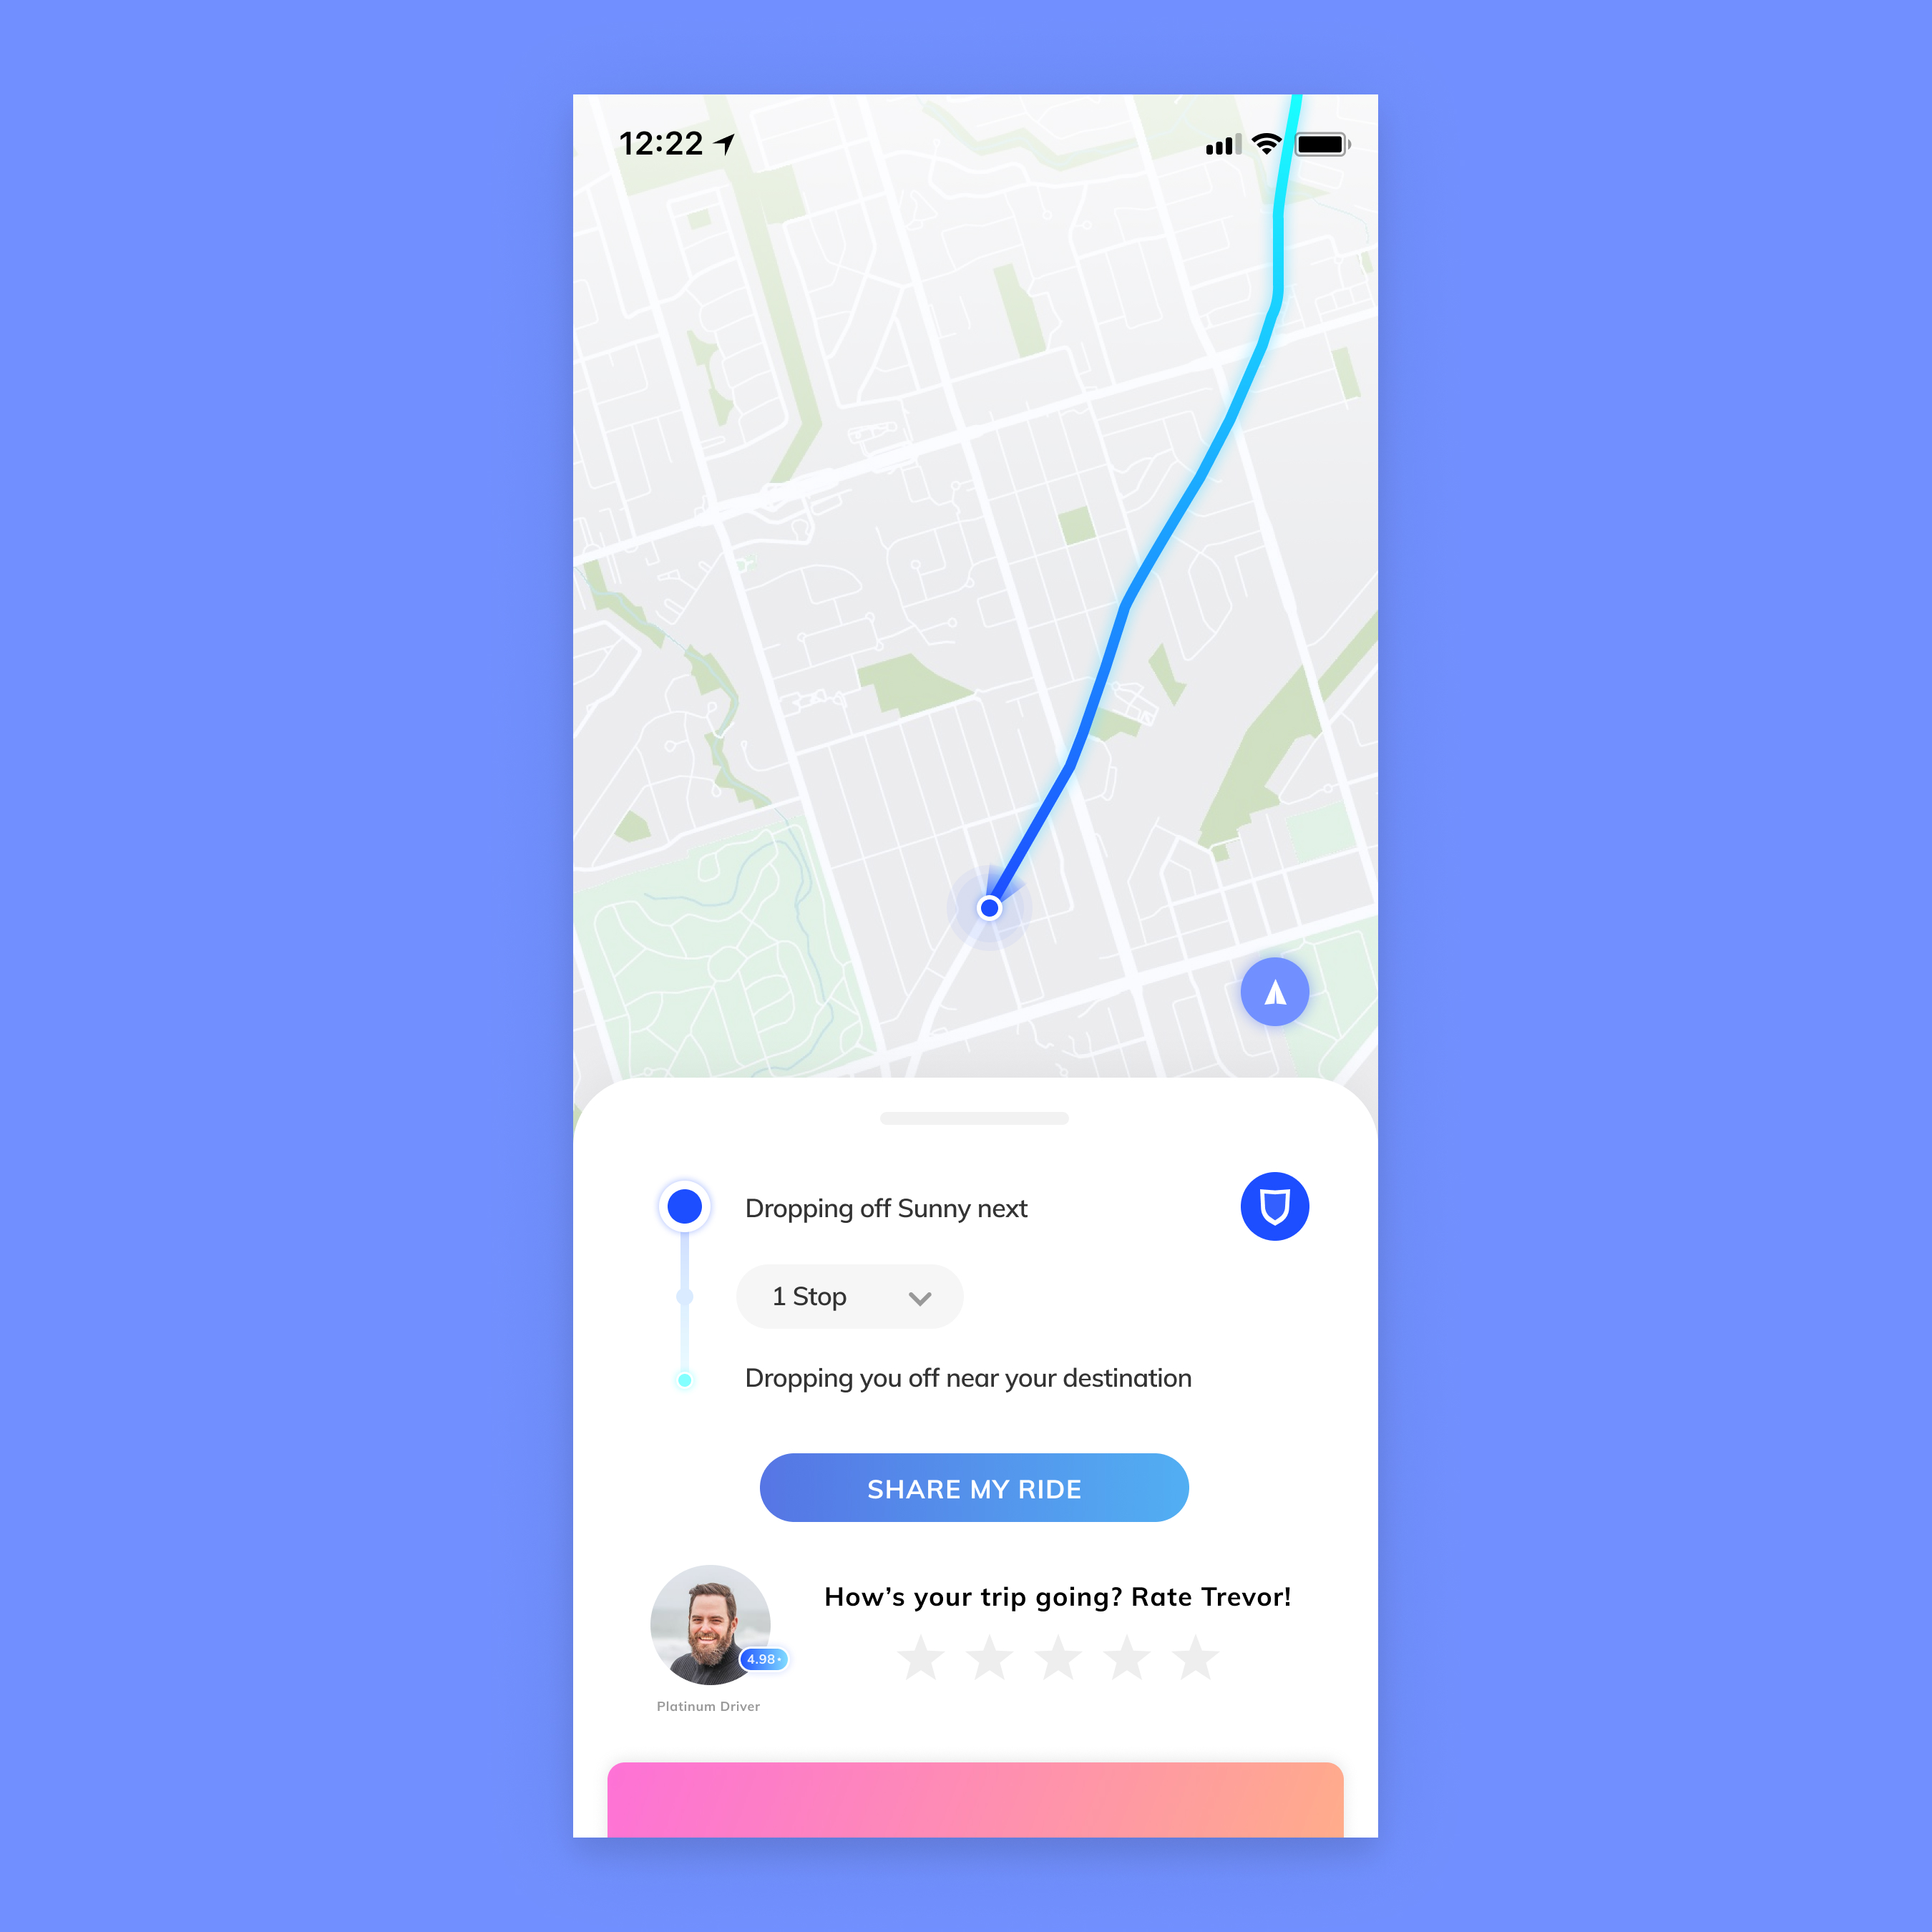 12:22
Dropping off Sunny next
1 Stop
Dropping you off near your destination
SHARE MY RIDE
How’s your trip going? Rate Trevor!
4.98
Platinum Driver